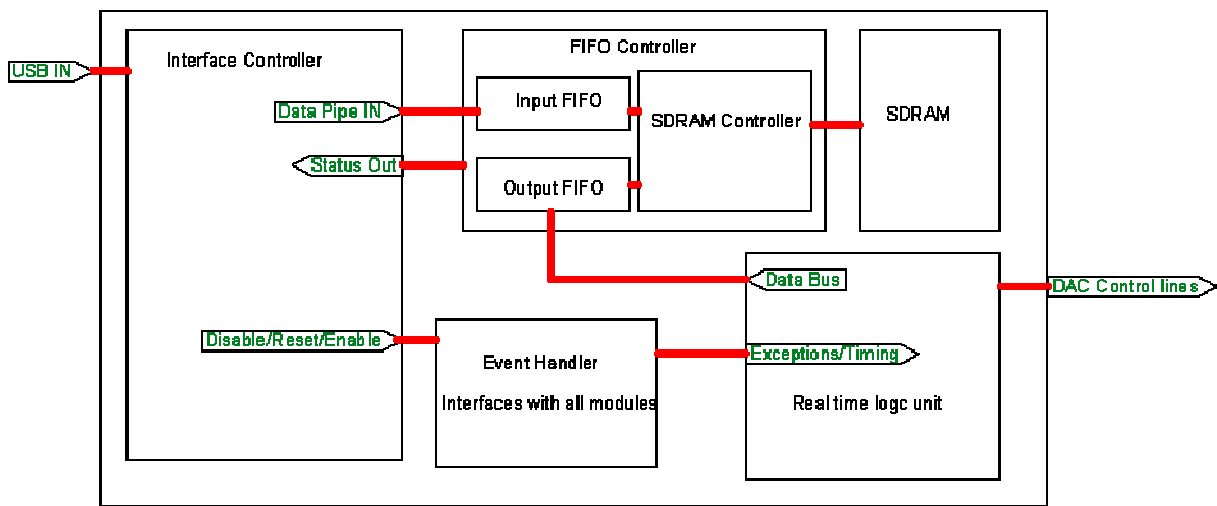 FIFO Controller
Interface Controller
USB IN
Input FIFO
Data Pipe IN
SDRAM Controller
SDRAM
Status Out
Output FIFO
Data Bus
DAC Control lines
Disable/Reset/Enable
Exceptions/Timing
Event Handler
Interfaces with all modules
Real time logc unit